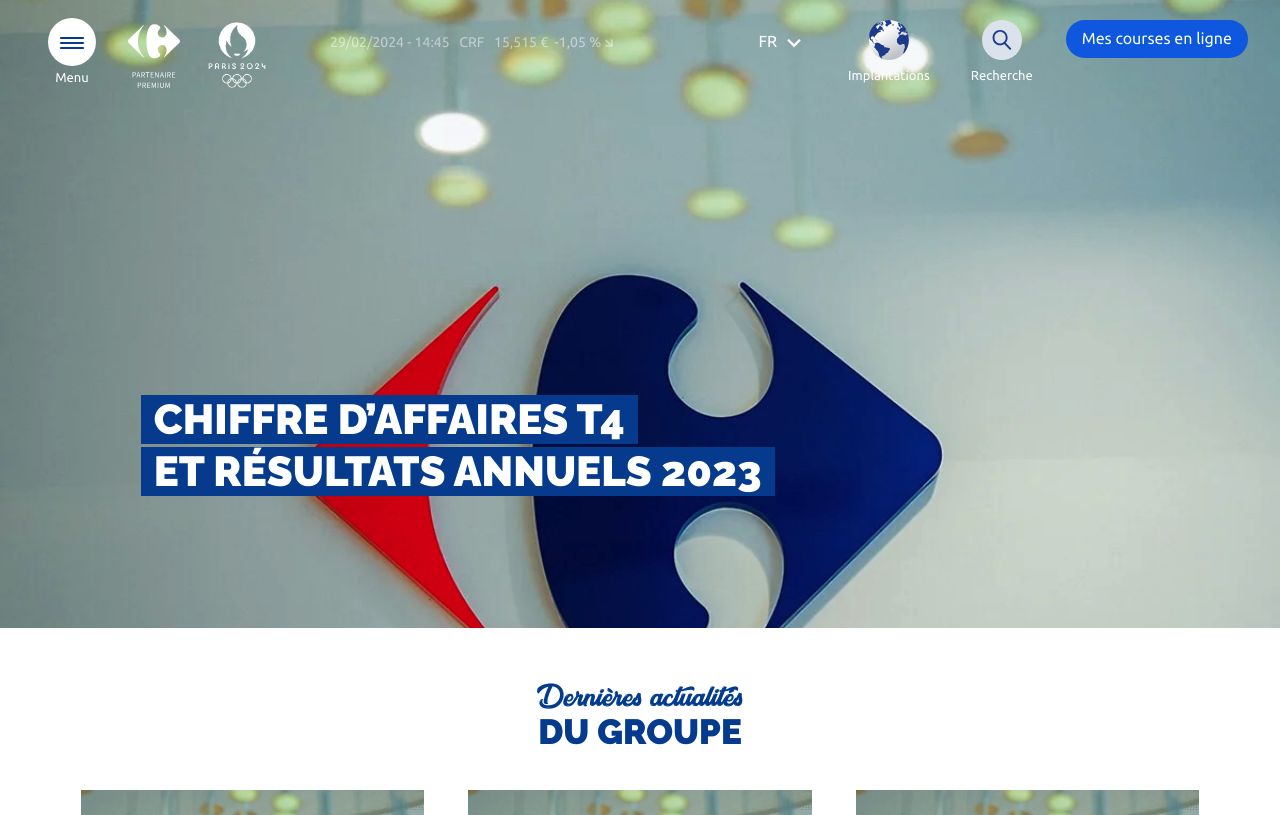 Menu
PARTENAIRE
PREMIUM
PARIS 2024
29/02/2024 - 14:45 CRF 15,515 € -1,05 %
FR
Implantations
Recherche
Mes courses en ligne
CHIFFRE D’AFFAIRES T4
ET RÉSULTATS ANNUELS 2023
Dernières actualités
DU GROUPE